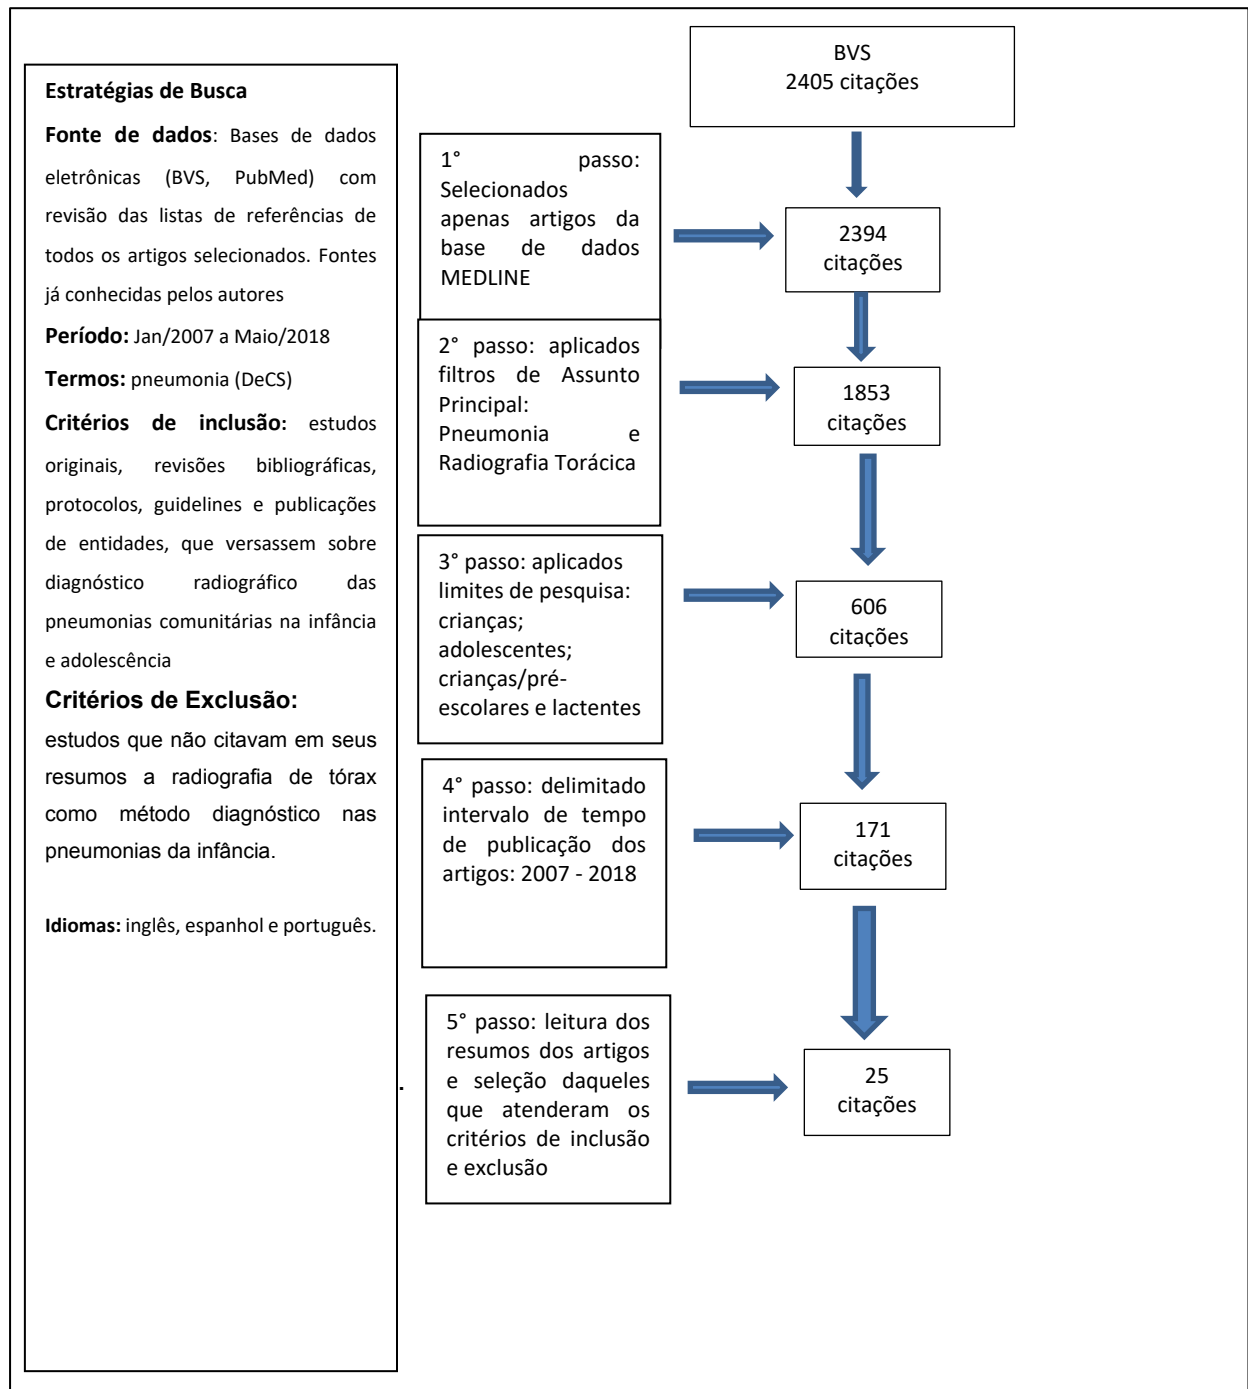 Estratégias de Busca
Fonte de dados: Bases de dados
eletrônicas (BVS, PubMed) com
revisão das listas de referências de
todos os artigos selecionados. Fontes
já conhecidas pelos autores
Período: Jan/2007 a Maio/2018
Termos: pneumonia (DeCS)
Critérios de inclusão: estudos
originais, revisões bibliográficas,
protocolos, guidelines e publicações
de entidades, que versassem sobre
diagnóstico radiográfico das
pneumonias comunitárias na infância
e adolescência
Critérios de Exclusão:
estudos que não citavam em seus
resumos a radiografia de tórax
como método diagnóstico nas
pneumonias da infância.
Idiomas: inglês, espanhol e português.
BVS
2405 citações
1° passo:
Selecionados
apenas artigos da
base de dados
MEDLINE
2394
citações
2° passo: aplicados
filtros de Assunto
Principal:
Pneumonia e
Radiografia Torácica
1853
citações
3° passo: aplicados
limites de pesquisa:
crianças;
adolescentes;
crianças/pré-
escolares e lactentes
606
citações
4° passo: delimitado
intervalo de tempo
de publicação dos
artigos: 2007 - 2018
171
citações
5° passo: leitura dos
resumos dos artigos
e seleção daqueles
que atenderam os
critérios de inclusão
e exclusão
25
citações
.